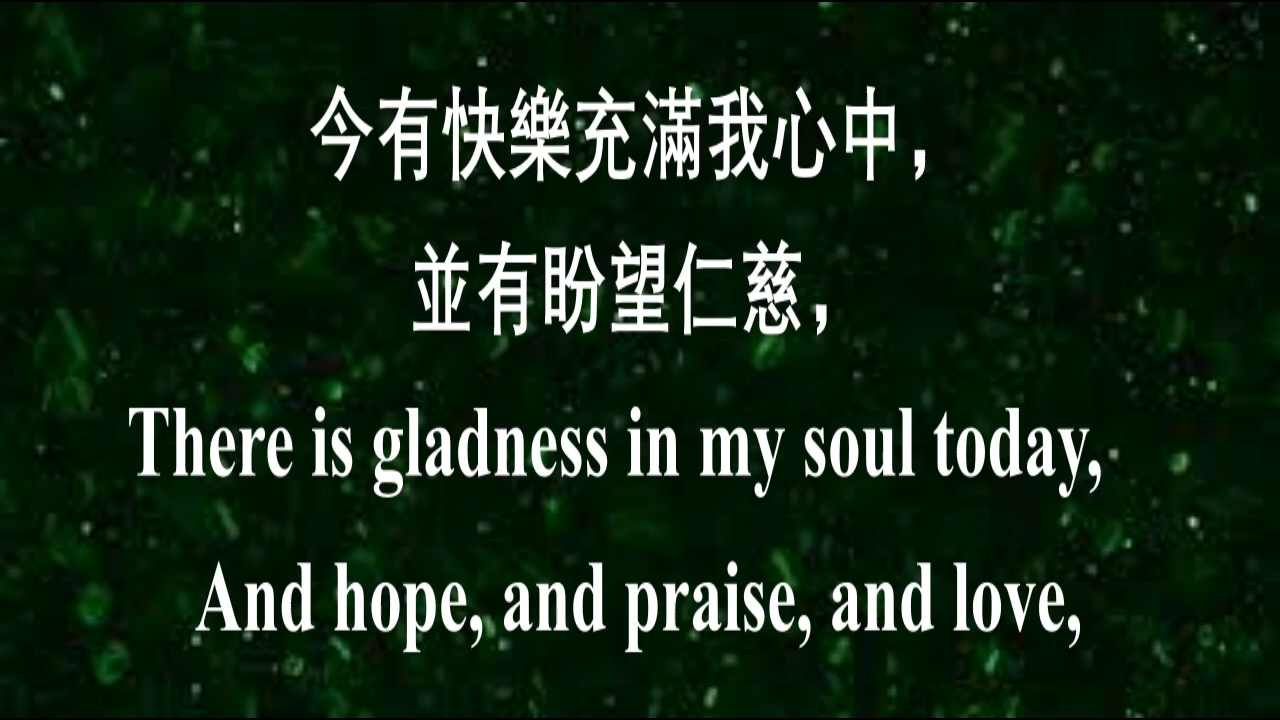 今有快樂充滿我心中，
並有盼望仁慈，
There is gladness in my soul today,
And hope, and praise, and love,